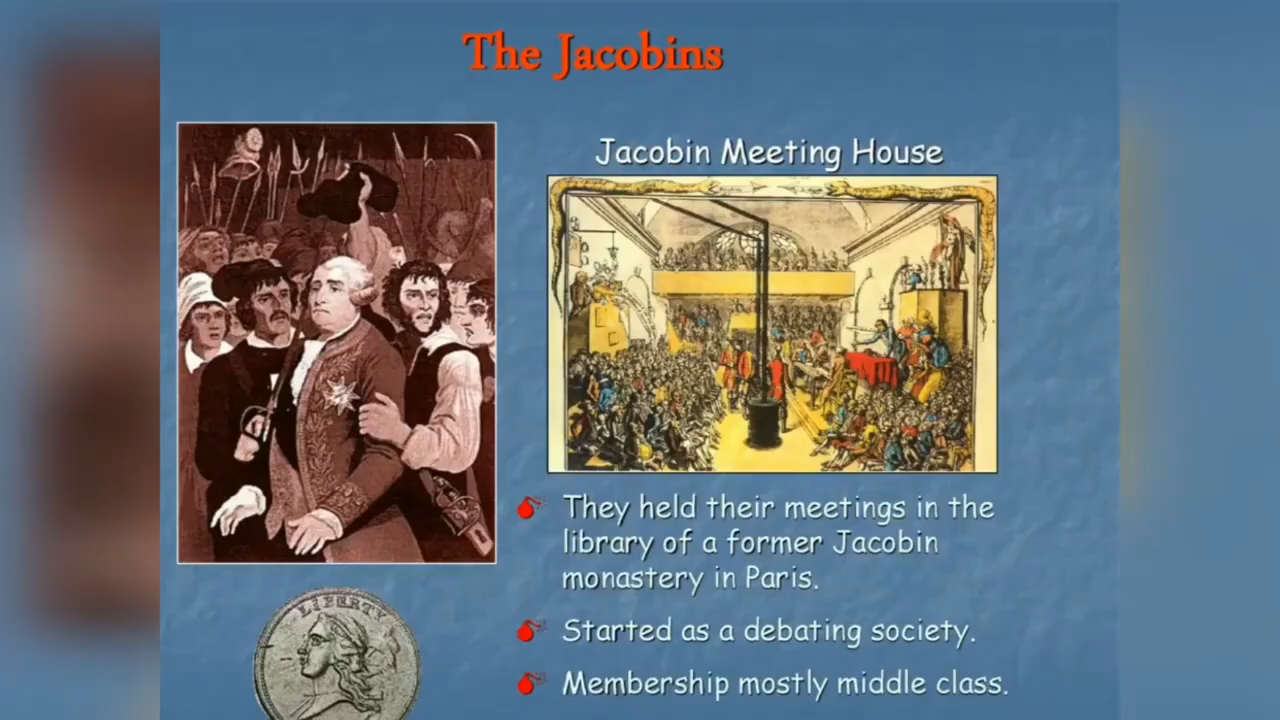 The Jacobins
Jacobin Meeting House
They held their meetings in the
library of a former Jacobin
monastery in Paris.
Started as a debating society.
Membership mostly middle class.
LIBERTY